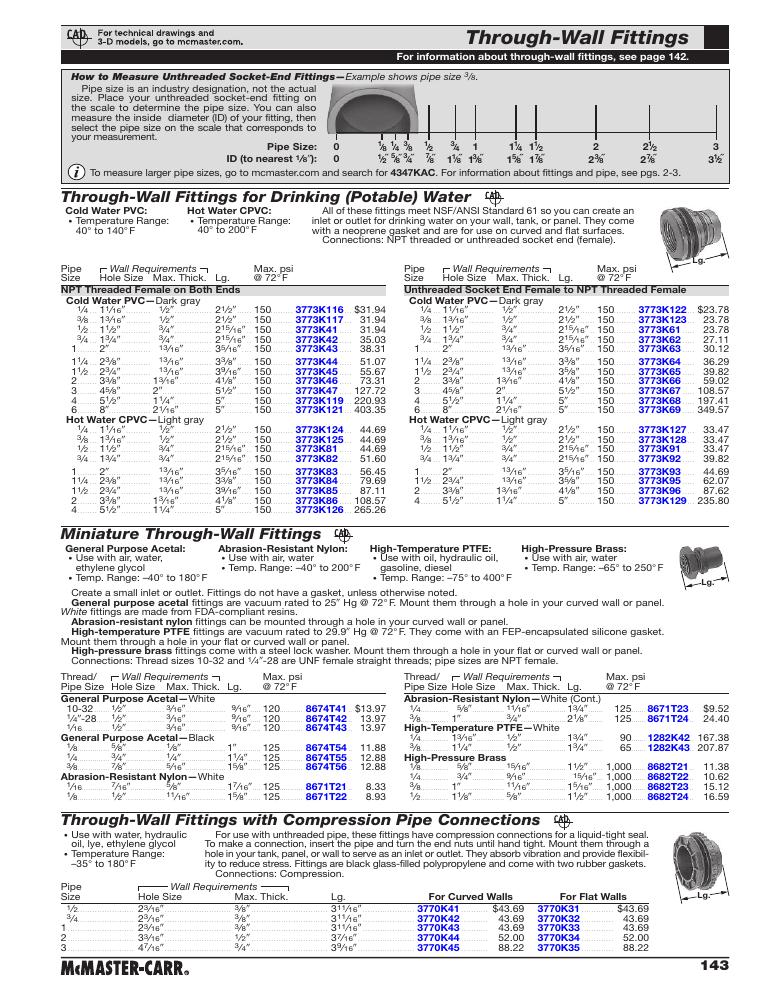 CAD
For technical drawings and
3-D models, go to mcmaster.com.
Through-Wall Fittings
For information about through-wall fittings, see page 142.
How to Measure Unthreaded Socket-End Fittings—Example shows pipe size 3/8.
Pipe size is an industry designation, not the actual
size. Place your unthreaded socket-end fitting on
the scale to determine the pipe size. You can also
measure the inside diameter (ID) of your fitting, then
select the pipe size on the scale that corresponds to
your measurement.
Pipe Size: 0 1/8 1/4 3/8 1/2 3/4 1 1 1/4 1 1/2 2 2 1/2 3
ID (to nearest 1/8"): 0 1/2" 5/8" 3/4" 7/8" 1 1/8" 1 3/8" 1 5/8" 1 7/8" 2 3/8" 2 7/8" 3 1/2"
i To measure larger pipe sizes, go to mcmaster.com and search for 4347KAC. For information about fittings and pipe, see pgs. 2-3.
Through-Wall Fittings for Drinking (Potable) Water CAD
Cold Water PVC:
• Temperature Range:
40° to 140° F
Hot Water CPVC:
• Temperature Range:
40° to 200° F
All of these fittings meet NSF/ANSI Standard 61 so you can create an
inlet or outlet for drinking water on your wall, tank, or panel. They come
with a neoprene gasket and are for use on curved and flat surfaces.
Connections: NPT threaded or unthreaded socket end (female).
Lg.
Pipe Wall Requirements Max. psi
Size Hole Size Max. Thick. Lg. @ 72° F
NPT Threaded Female on Both Ends
Cold Water PVC—Dark gray
1/4 1 1/16" 1/2" 2 1/2" 150 3773K116 $31.94
3/8 1 3/16" 1/2" 2 1/2" 150 3773K117 31.94
1/2 1 1/2" 3/4" 2 15/16" 150 3773K41 31.94
3/4 1 3/4" 3/4" 2 15/16" 150 3773K42 35.03
1 2" 13/16" 3 5/16" 150 3773K43 38.31
1 1/4 2 3/8" 13/16" 3 3/8" 150 3773K44 51.07
1 1/2 2 3/4" 13/16" 3 9/16" 150 3773K45 55.67
2 3 3/8" 1 3/16" 4 1/8" 150 3773K46 73.31
3 4 5/8" 2" 5 1/2" 150 3773K47 127.72
4 5 1/2" 1 1/4" 5" 150 3773K119 220.93
6 8" 2 1/16" 5" 150 3773K121 403.35
Hot Water CPVC—Light gray
1/4 1 1/16" 1/2" 2 1/2" 150 3773K124 44.69
3/8 1 3/16" 1/2" 2 1/2" 150 3773K125 44.69
1/2 1 1/2" 3/4" 2 15/16" 150 3773K81 44.69
3/4 1 3/4" 3/4" 2 15/16" 150 3773K82 51.60
1 2" 13/16" 3 5/16" 150 3773K83 56.45
1 1/4 2 3/8" 13/16" 3 3/8" 150 3773K84 79.69
1 1/2 2 3/4" 13/16" 3 9/16" 150 3773K85 87.11
2 3 3/8" 1 3/16" 4 1/8" 150 3773K86 108.57
4 5 1/2" 1 1/4" 5" 150 3773K126 265.26
Pipe Wall Requirements Max. psi
Size Hole Size Max. Thick. Lg. @ 72° F
Unthreaded Socket End Female to NPT Threaded Female
Cold Water PVC—Dark gray
1/4 1 1/16" 1/2" 2 1/2" 150 3773K122 $23.78
3/8 1 3/16" 1/2" 2 1/2" 150 3773K123 23.78
1/2 1 1/2" 3/4" 2 15/16" 150 3773K61 23.78
3/4 1 3/4" 3/4" 2 15/16" 150 3773K62 27.11
1 2" 13/16" 3 5/16" 150 3773K63 30.12
1 1/4 2 3/8" 13/16" 3 3/8" 150 3773K64 36.29
1 1/2 2 3/4" 13/16" 3 5/8" 150 3773K65 39.82
2 3 3/8" 1 3/16" 4 1/8" 150 3773K66 59.02
3 4 5/8" 2" 5 1/2" 150 3773K67 108.57
4 5 1/2" 1 1/4" 5" 150 3773K68 197.41
6 8" 2 1/16" 5" 150 3773K69 349.57
Hot Water CPVC—Light gray
1/4 1 1/16" 1/2" 2 1/2" 150 3773K127 33.47
3/8 1 3/16" 1/2" 2 1/2" 150 3773K128 33.47
1/2 1 1/2" 3/4" 2 15/16" 150 3773K91 33.47
3/4 1 3/4" 3/4" 2 15/16" 150 3773K92 39.82
1 2" 13/16" 3 5/16" 150 3773K93 44.69
1 1/2 2 3/4" 13/16" 3 5/8" 150 3773K95 62.07
2 3 3/8" 1 3/16" 4 1/8" 150 3773K96 87.62
4 5 1/2" 1 1/4" 5" 150 3773K129 235.80
Miniature Through-Wall Fittings CAD
General Purpose Acetal:
• Use with air, water,
ethylene glycol
• Temp. Range: –40° to 180° F
Abrasion-Resistant Nylon:
• Use with air, water
• Temp. Range: –40° to 200° F
High-Temperature PTFE:
• Use with oil, hydraulic oil,
gasoline, diesel
• Temp. Range: –75° to 400° F
High-Pressure Brass:
• Use with air, water
• Temp. Range: –65° to 250° F
Lg.
Create a small inlet or outlet. Fittings do not have a gasket, unless otherwise noted.
General purpose acetal fittings are vacuum rated to 25" Hg @ 72° F. Mount them through a hole in your curved wall or panel.
White fittings are made from FDA-compliant resins.
Abrasion-resistant nylon fittings can be mounted through a hole in your curved wall or panel.
High-temperature PTFE fittings are vacuum rated to 29.9" Hg @ 72° F. They come with an FEP-encapsulated silicone gasket.
Mount them through a hole in your flat or curved wall or panel.
High-pressure brass fittings come with a steel lock washer. Mount them through a hole in your flat or curved wall or panel.
Connections: Thread sizes 10-32 and 1/4"-28 are UNF female straight threads; pipe sizes are NPT female.
Thread/ Wall Requirements Max. psi
Pipe Size Hole Size Max. Thick. Lg. @ 72° F
General Purpose Acetal—White
10-32 1/2" 3/16" 9/16" 120 8674T41 $13.97
1/4"-28 1/2" 3/16" 9/16" 120 8674T42 13.97
1/16 1/2" 3/16" 9/16" 120 8674T43 13.97
General Purpose Acetal—Black
1/8 5/8" 1/8" 1" 125 8674T54 11.88
1/4 3/4" 1/4" 1 1/4" 125 8674T55 12.88
3/8 7/8" 5/16" 1 5/8" 125 8674T56 12.88
Abrasion-Resistant Nylon—White
1/16 7/16" 5/8" 1 7/16" 125 8671T21 8.33
1/8 1/2" 11/16" 1 5/8" 125 8671T22 8.93
Thread/ Wall Requirements Max. psi
Pipe Size Hole Size Max. Thick. Lg. @ 72° F
Abrasion-Resistant Nylon—White (Cont.)
1/4 5/8" 11/16" 1 3/4" 125 8671T23 $9.52
3/8 1" 3/4" 2 1/8" 125 8671T24 24.40
High-Temperature PTFE—White
1/4 13/16" 1/2" 1 3/4" 90 1282K42 167.38
3/8 1 1/4" 1/2" 1 3/4" 65 1282K43 207.87
High-Pressure Brass
1/8 5/8" 15/16" 1 1/2" 1,000 8682T21 11.38
1/4 3/4" 9/16" 15/16" 1,000 8682T22 10.62
3/8 1" 11/16" 1 5/8" 1,000 8682T23 15.12
1/2 1 1/8" 5/8" 1 1/2" 1,000 8682T24 16.59
Through-Wall Fittings with Compression Pipe Connections CAD
• Use with water, hydraulic
oil, lye, ethylene glycol
• Temperature Range:
–35° to 180° F
For use with unthreaded pipe, these fittings have compression connections for a liquid-tight seal.
To make a connection, insert the pipe and turn the end nuts until hand tight. Mount them through a
hole in your tank, panel, or wall to serve as an inlet or outlet. They absorb vibration and provide flexibil-
ity to reduce stress. Fittings are black glass-filled polypropylene and come with two rubber gaskets.
Connections: Compression.
Lg.
Pipe Wall Requirements
Size Hole Size Max. Thick. Lg. For Curved Walls For Flat Walls
1/2 2 3/16" 3/8" 3 11/16" 3770K41 $43.69 3770K31 $43.69
3/4 2 3/16" 3/8" 3 11/16" 3770K42 43.69 3770K32 43.69
1 2 3/16" 3/8" 3 11/16" 3770K43 43.69 3770K33 43.69
2 3 3/16" 1/2" 3 7/16" 3770K44 52.00 3770K34 52.00
3 4 7/16" 3/4" 3 9/16" 3770K45 88.22 3770K35 88.22
McMASTER-CARR®
143